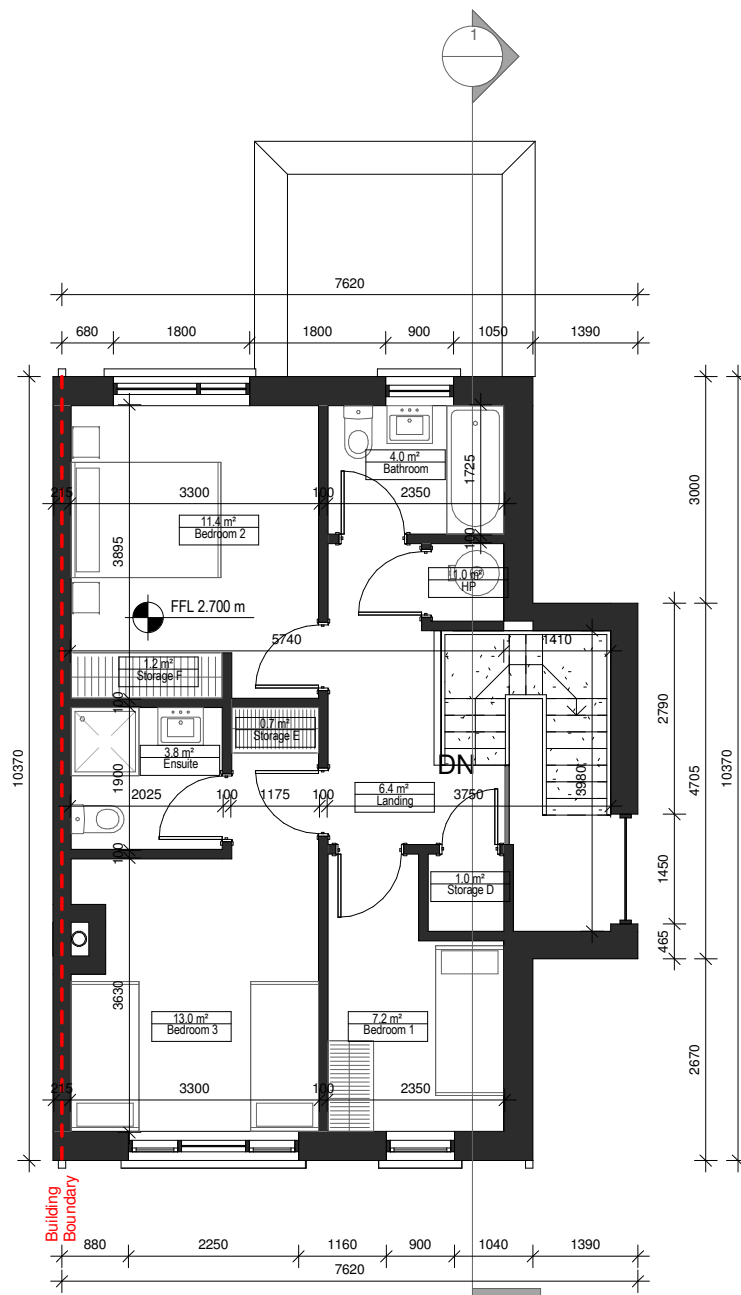 1
7620
680
1800
1800
900
1050
1390
4.0 m²
Bathroom
1725
215
3300
100
2350
11.4 m²
Bedroom 2
3895
100
1.0 m²
HP
3000
FFL 2.700 m
5740
1410
1.2 m²
Storage F
100
0.7 m²
Storage E
3.8 m²
Ensuite
1900
DN
2790
10370
4705
10370
3980
6.4 m²
Landing
2025
100
1175
100
3750
100
1.0 m²
Storage D
1450
465
3630
13.0 m²
Bedroom 3
7.2 m²
Bedroom 1
2670
215
3300
100
2350
Building
Boundary
880
2250
1160
900
1040
1390
7620